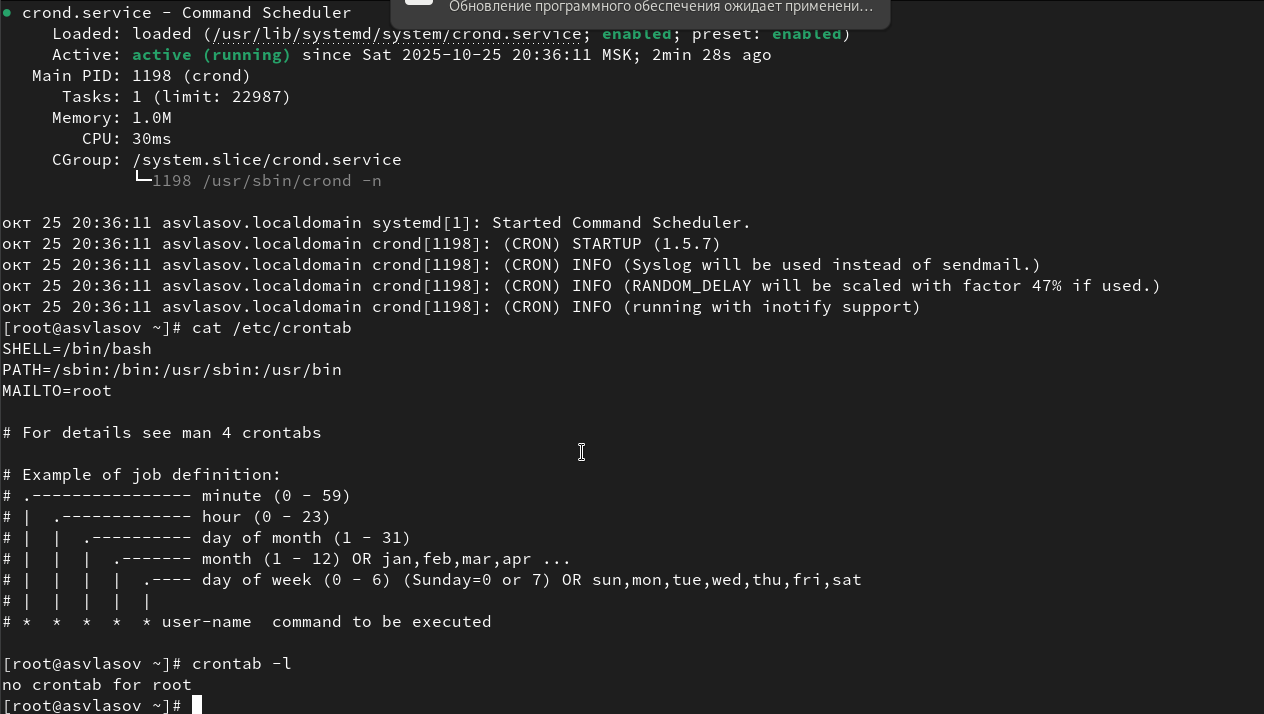 Обновление программного обеспечения ожидает применени…
● crond.service - Command Scheduler
     Loaded: loaded (/usr/lib/systemd/system/crond.service; enabled; preset: enabled)
     Active: active (running) since Sat 2025-10-25 20:36:11 MSK; 2min 28s ago
   Main PID: 1198 (crond)
      Tasks: 1 (limit: 22987)
     Memory: 1.0M
        CPU: 30ms
     CGroup: /system.slice/crond.service
             └─1198 /usr/sbin/crond -n
окт 25 20:36:11 asvlasov.localdomain systemd[1]: Started Command Scheduler.
окт 25 20:36:11 asvlasov.localdomain crond[1198]: (CRON) STARTUP (1.5.7)
окт 25 20:36:11 asvlasov.localdomain crond[1198]: (CRON) INFO (Syslog will be used instead of sendmail.)
окт 25 20:36:11 asvlasov.localdomain crond[1198]: (CRON) INFO (RANDOM_DELAY will be scaled with factor 47% if used.)
окт 25 20:36:11 asvlasov.localdomain crond[1198]: (CRON) INFO (running with inotify support)
[root@asvlasov ~]# cat /etc/crontab
SHELL=/bin/bash
PATH=/sbin:/bin:/usr/sbin:/usr/bin
MAILTO=root
# For details see man 4 crontabs
# Example of job definition:
# .---------------- minute (0 - 59)
# |  .------------- hour (0 - 23)
# |  |  .---------- day of month (1 - 31)
# |  |  |  .------- month (1 - 12) OR jan,feb,mar,apr ...
# |  |  |  |  .---- day of week (0 - 6) (Sunday=0 or 7) OR sun,mon,tue,wed,thu,fri,sat
# |  |  |  |  |
# *  *  *  *  * user-name  command to be executed
[root@asvlasov ~]# crontab -l
no crontab for root
[root@asvlasov ~]#